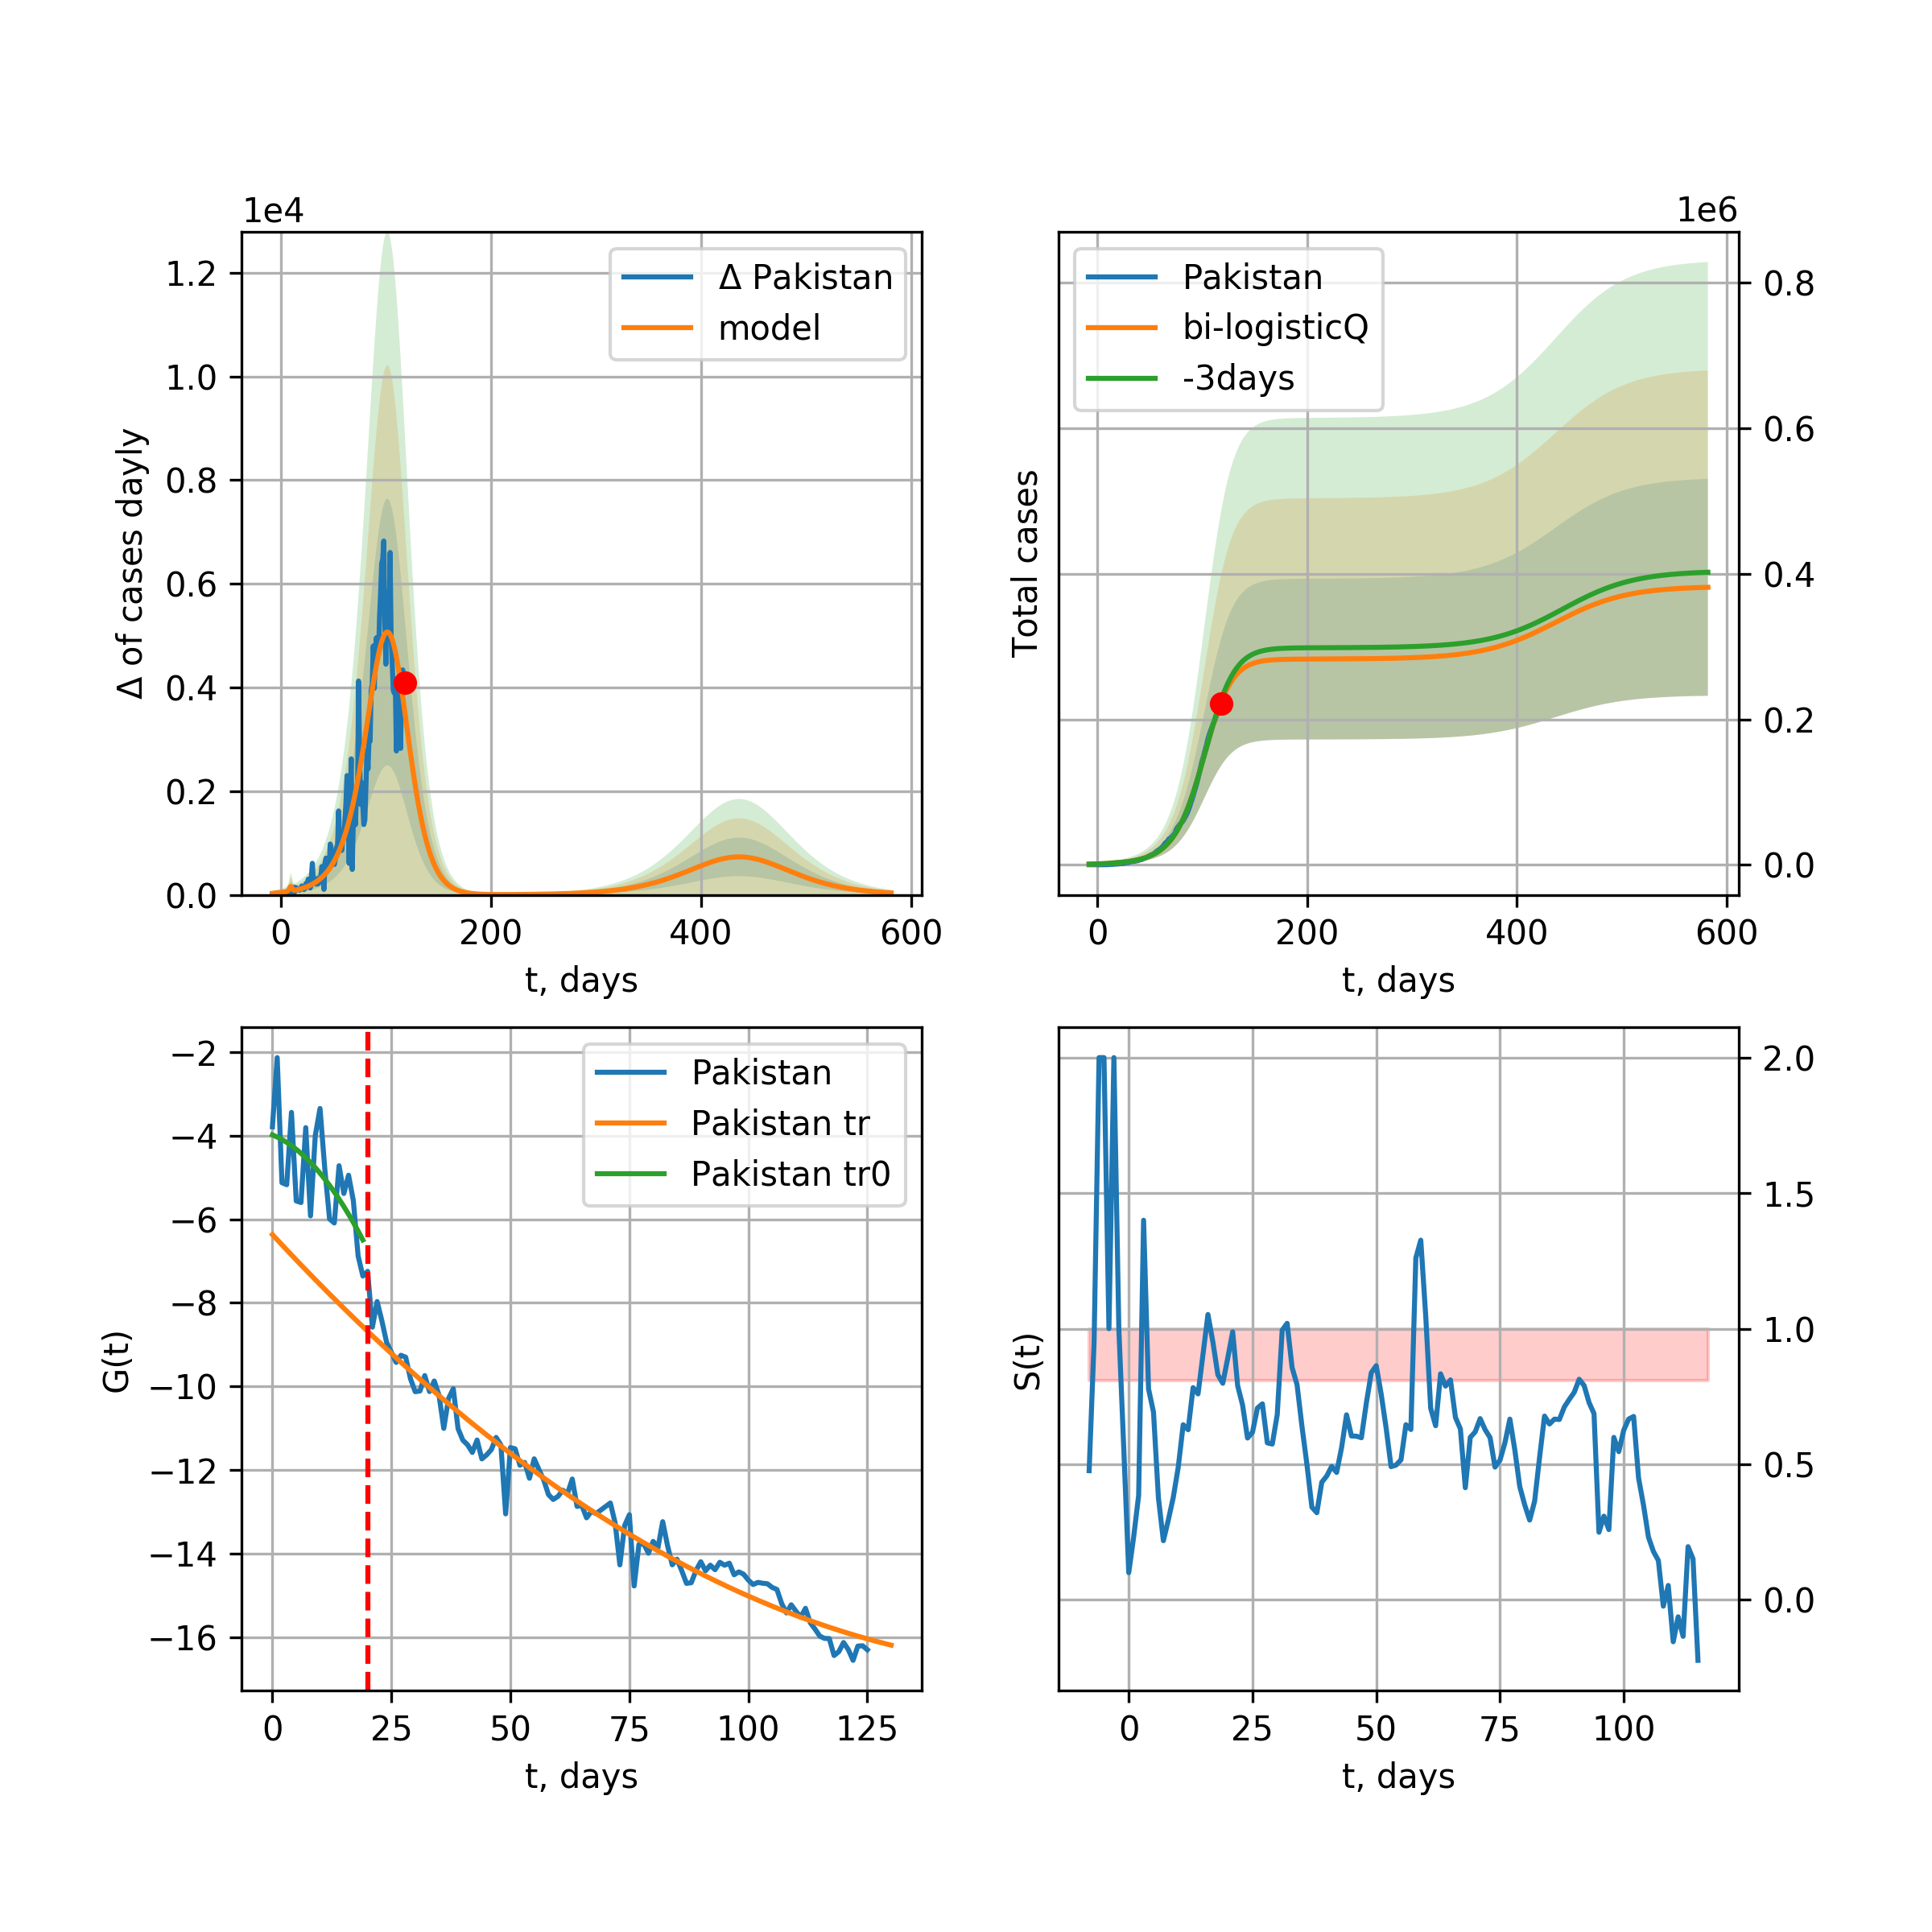 1e4
Δ of cases dayly
1.2
1.0
0.8
0.6
0.4
0.2
0.0
Δ Pakistan
model
0 200 400 600
t, days
1e6
Total cases
Pakistan
bi-logisticQ
-3days
0.8
0.6
0.4
0.2
0.0
0 200 400 600
t, days
G(t)
−2
−4
−6
−8
−10
−12
−14
−16
Pakistan
Pakistan tr
Pakistan tr0
0 25 50 75 100 125
t, days
S(t)
2.0
1.5
1.0
0.5
0.0
0 25 50 75 100
t, days